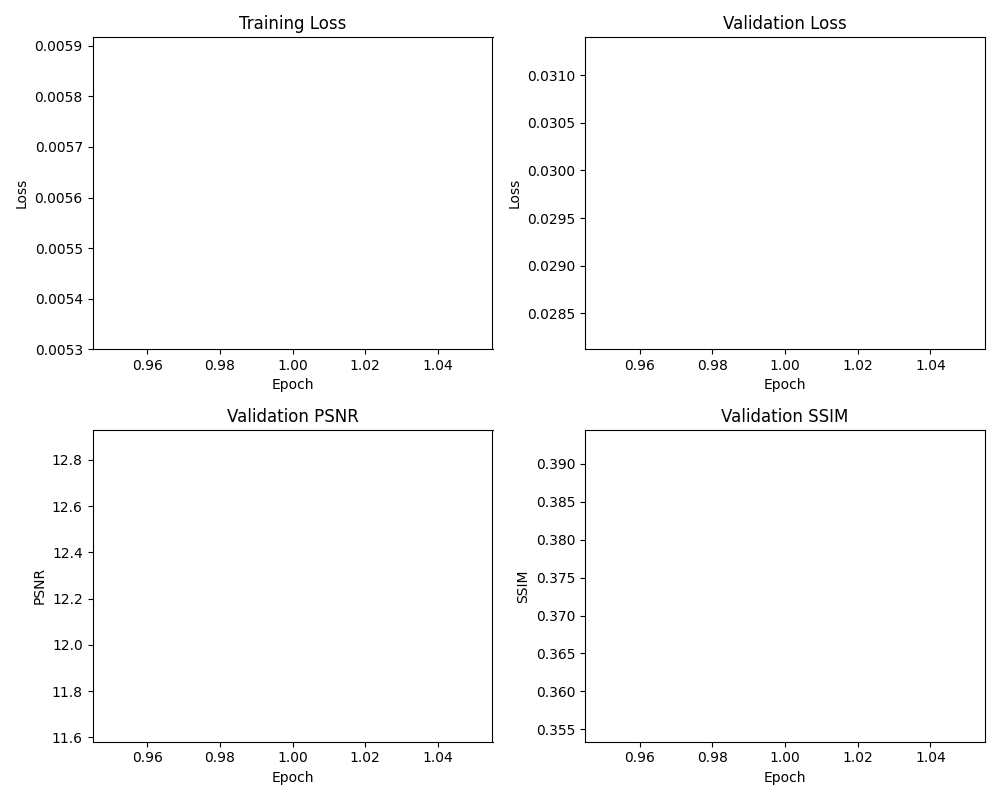 Training Loss
0.0059
0.0058
0.0057
0.0056
0.0055
0.0054
0.0053
Loss
0.96 0.98 1.00 1.02 1.04
Epoch
Validation Loss
0.0310
0.0305
0.0300
0.0295
0.0290
0.0285
Loss
0.96 0.98 1.00 1.02 1.04
Epoch
Validation PSNR
12.8
12.6
12.4
12.2
12.0
11.8
11.6
PSNR
0.96 0.98 1.00 1.02 1.04
Epoch
Validation SSIM
0.390
0.385
0.380
0.375
0.370
0.365
0.360
0.355
SSIM
0.96 0.98 1.00 1.02 1.04
Epoch